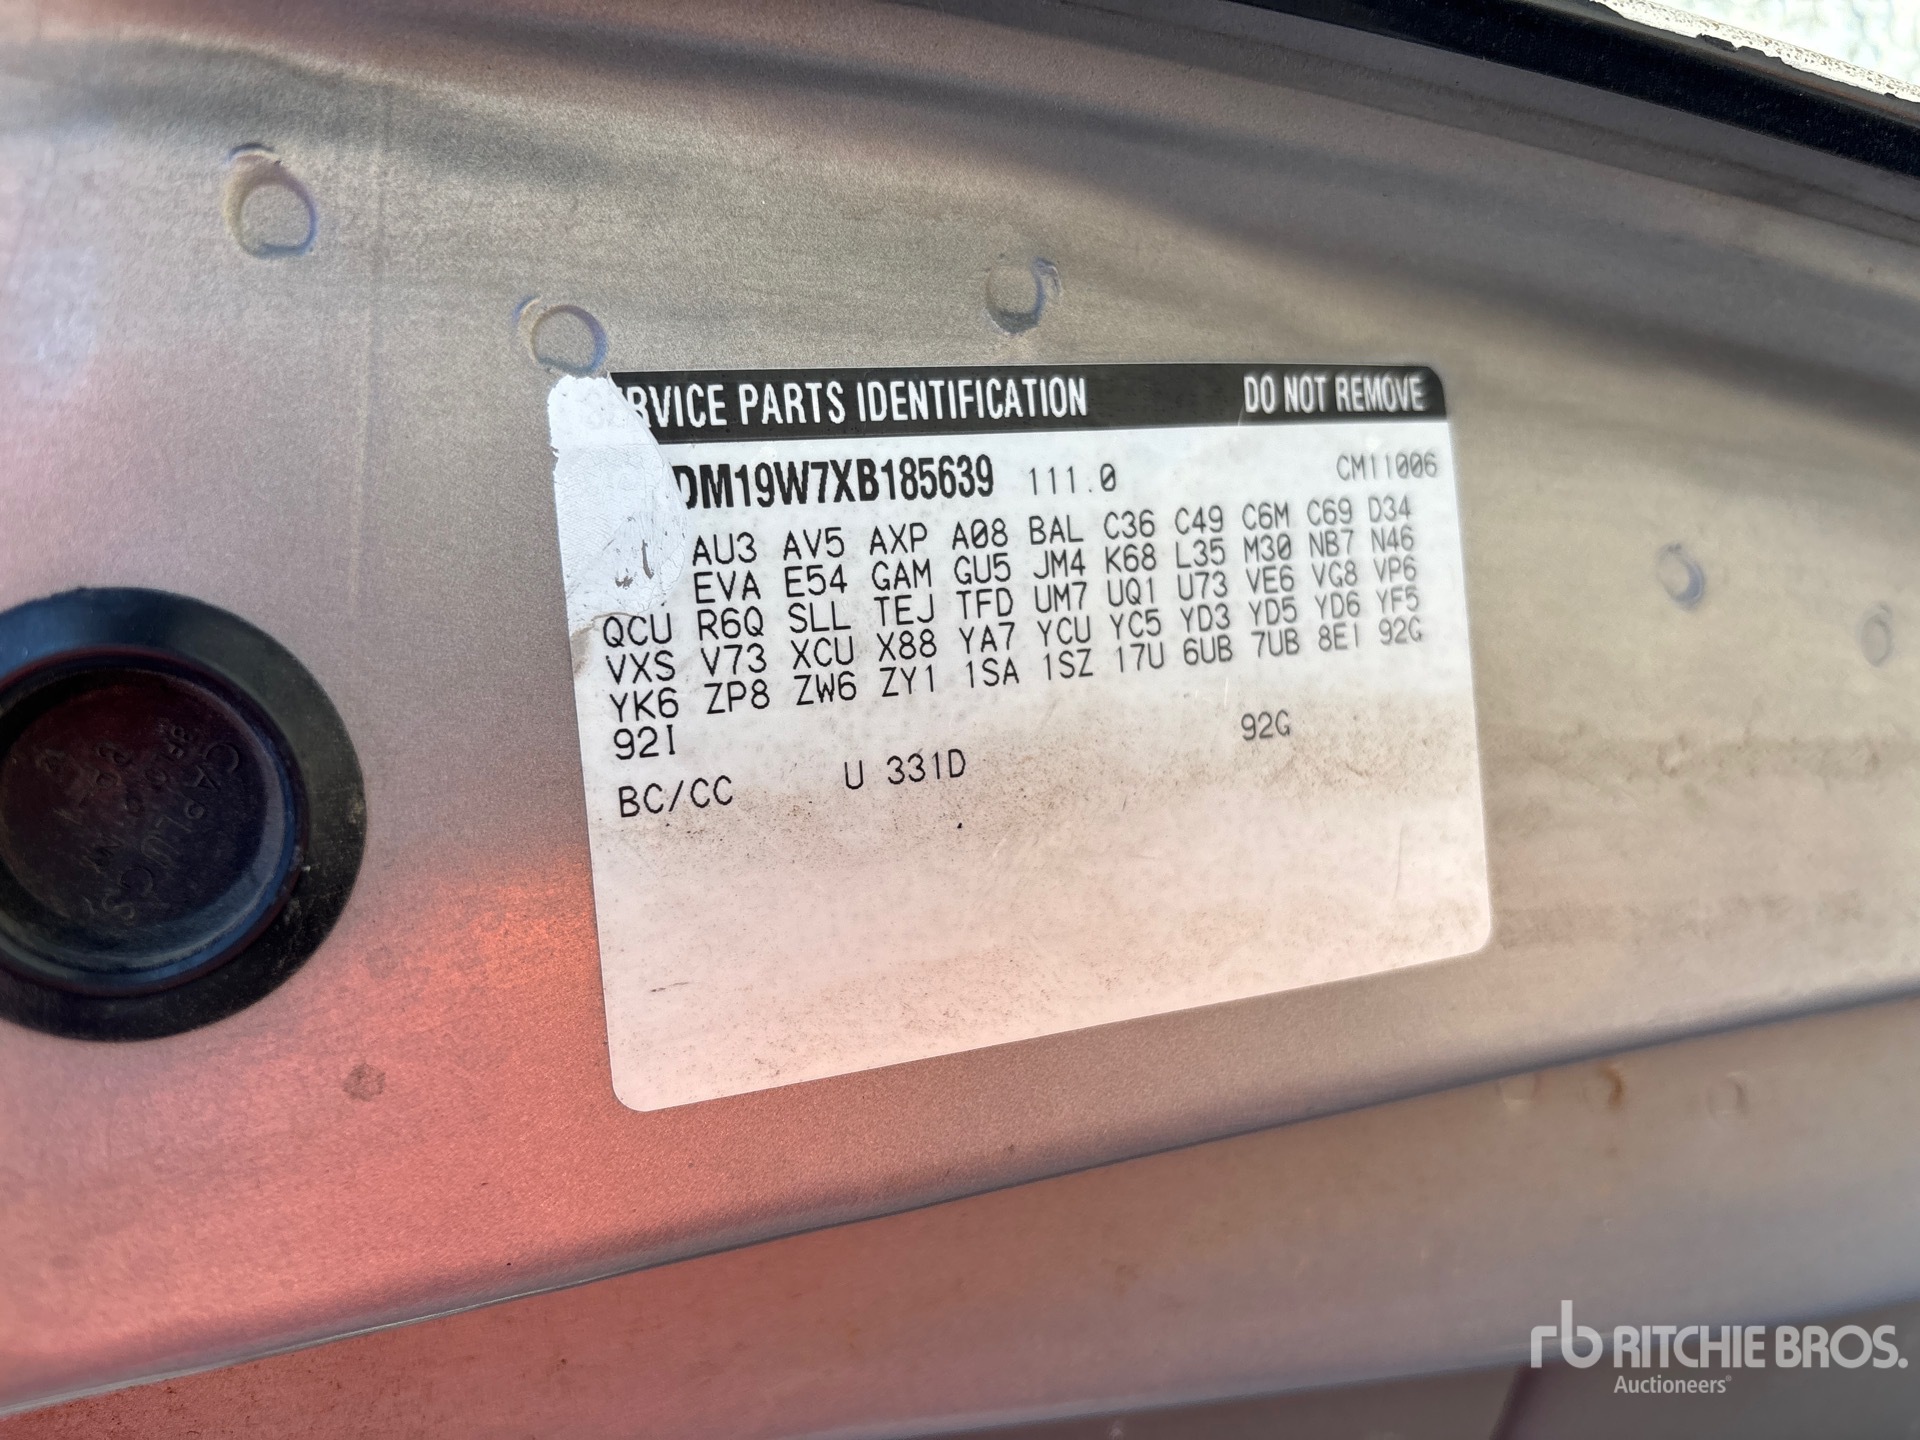 RVICE PARTS IDENTIFICATION DO NOT REMOVE
DM19W7XB185639 111.0 CM11006
AU3 AV5 AXP A08 BAL C36 C49 C6M C69 D34
EVA E54 GAM GU5 JM4 K68 L35 M30 NB7 N46
QCU R6Q SLL TEJ TFD UM7 UQ1 U73 VE6 VG8 VP6
VXS V73 XCU X88 YA7 YCU YC5 YD3 YD5 YD6 YF5
YK6 ZP8 ZW6 ZY1 1SA 1SZ 17U 6UB 7UB 8EI 92G
92I
BC/CC U 331D 92G
CAPLUGS
rb RITCHIE BROS.
Auctioneers